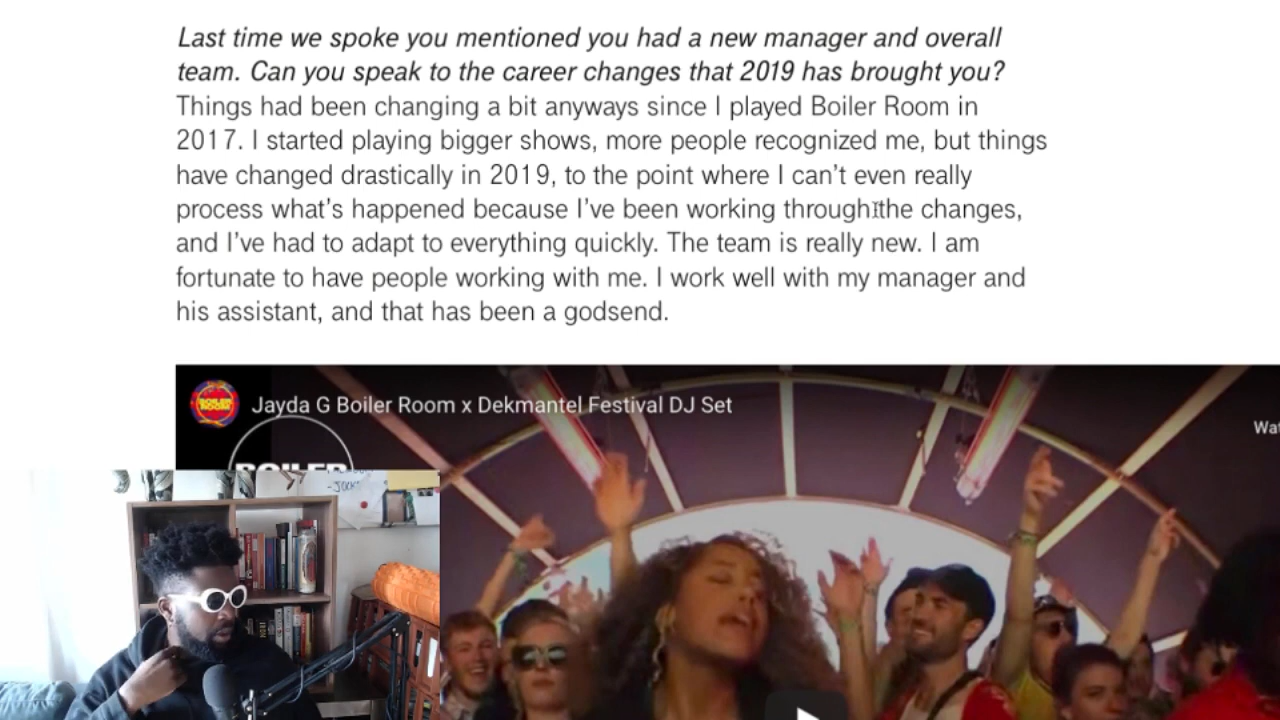 Last time we spoke you mentioned you had a new manager and overall
team. Can you speak to the career changes that 2019 has brought you?
Things had been changing a bit anyways since I played Boiler Room in
2017. I started playing bigger shows, more people recognized me, but things
have changed drastically in 2019, to the point where I can't even really
process what's happened because I've been working through the changes,
and I've had to adapt to everything quickly. The team is really new. I am
fortunate to have people working with me. I work well with my manager and
his assistant, and that has been a godsend.
Jayda G Boiler Room x Dekmantel Festival DJ Set
Wat
BOILER